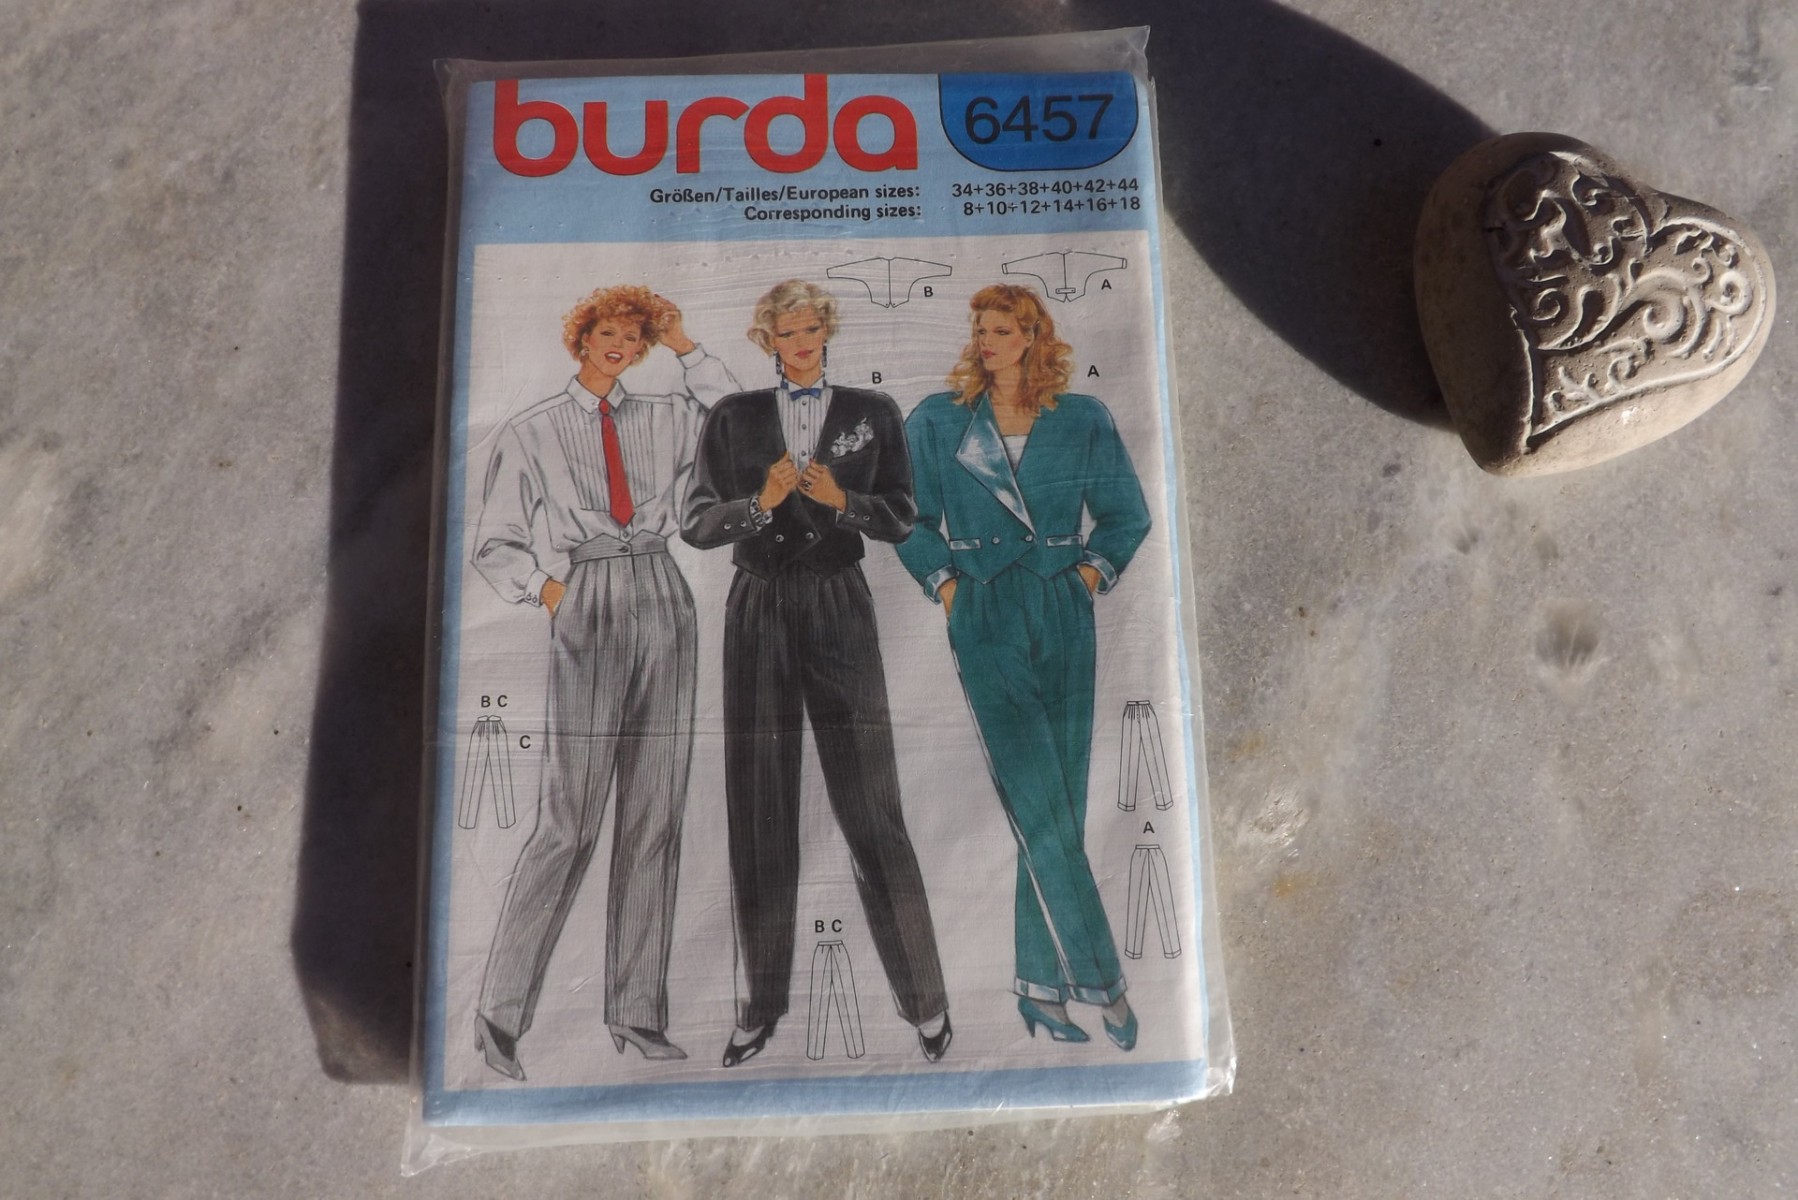 burda
6457
Größen/Tailles/European sizes: 34+36+38+40+42+44
Corresponding sizes: 8+10+12+14+16+18
B
A
B
A
B C
C
A
B C